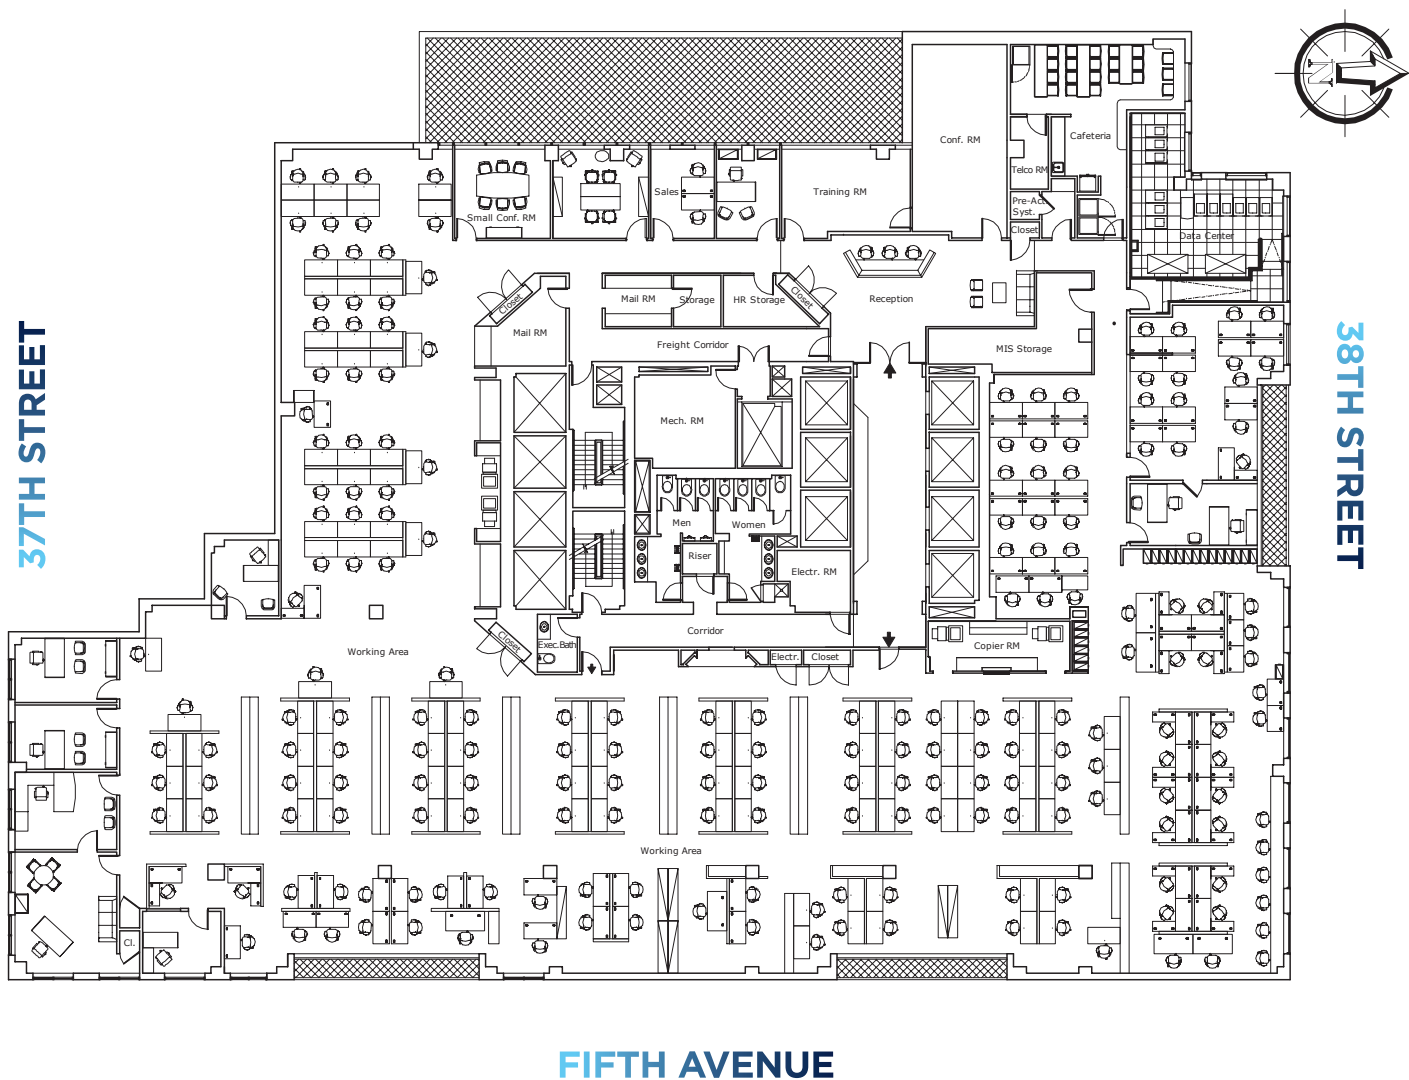 N
Conf. RM
Cafeteria
Telco RM
Sales
Training RM
Pre-Act.
Syst.
Small Conf. RM
Closet
Data Center
Closet
Closet
Mail RM
Storage
HR Storage
Reception
Mail RM
Freight Corridor
MIS Storage
37TH STREET
38TH STREET
Mech. RM
Men
Women
Riser
Electr. RM
Corridor
Closet
Exec.Bath
Copier RM
Working Area
Electr.
Closet
Working Area
Cl.
FIFTH AVENUE